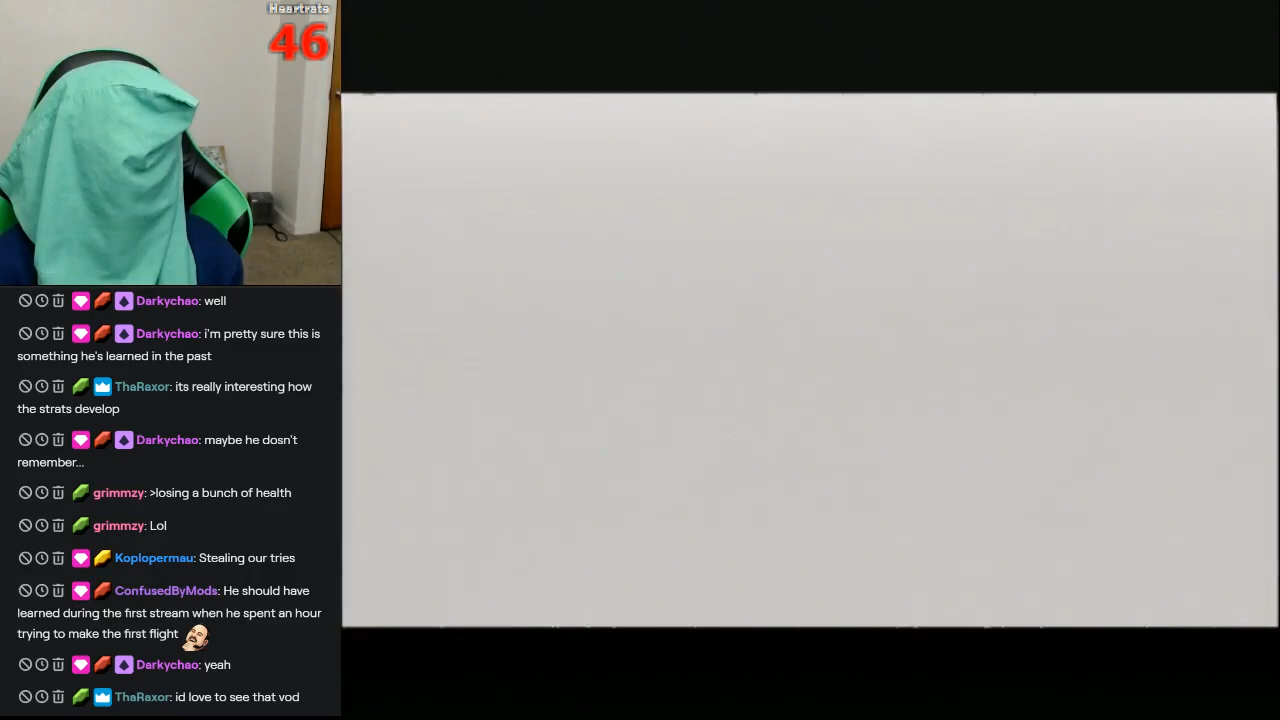 Heartrate
46
Darkychao: well
Darkychao: i'm pretty sure this is
something he's learned in the past
ThaRaxor: its really interesting how
the strats develop
Darkychao: maybe he dosn't
remember...
grimmzy: >losing a bunch of health
grimmzy: Lol
Koplopermau: Stealing our tries
ConfusedByMods: He should have
learned during the first stream when he spent an hour
trying to make the first flight
Darkychao: yeah
ThaRaxor: id love to see that vod